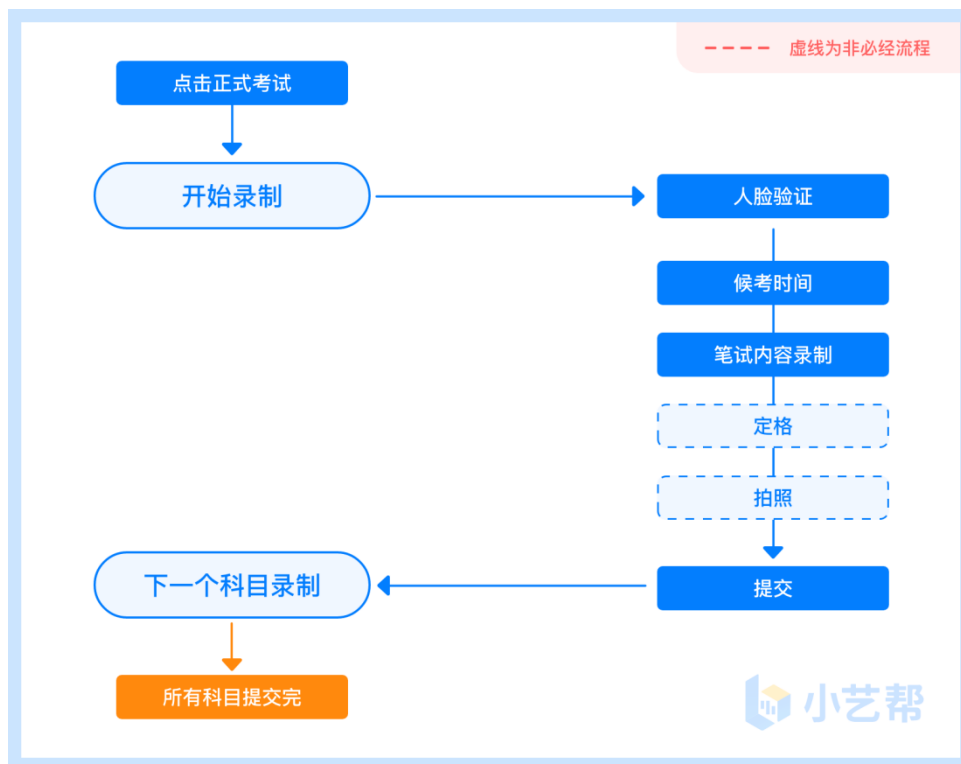 虚线为非必经流程
点击正式考试
开始录制
人脸验证
候考时间
笔试内容录制
定格
拍照
提交
下一个科目录制
所有科目提交完
小艺帮